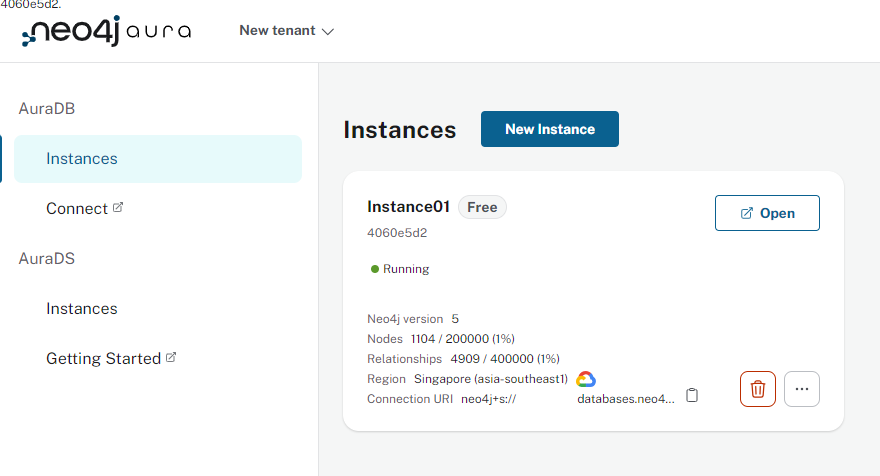 4060e5d2.
neo4j aura
New tenant
AuraDB
Instances
Connect
AuraDS
Instances
Getting Started
Instances
New Instance
Instance01 Free
Open
4060e5d2
Running
Neo4j version 5
Nodes 1104 / 200000 (1%)
Relationships 4909 / 400000 (1%)
Region Singapore (asia-southeast1)
Connection URI neo4j+s:// databases.neo4...